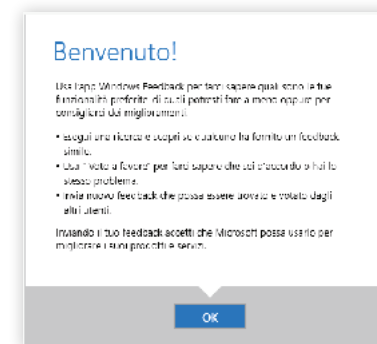 Benvenuto!
Usa l'app Windows Feedback per farci sapere quali sono le tue
funzionalità preferite, di quali potresti fare a meno oppure per
consigliarci dei miglioramenti.
• Esegui una ricerca e scopri se qualcuno ha fornito un feedback
simile.
• Usa "Voto a favore" per farci sapere che sei d'accordo o hai lo
stesso problema.
• Invia nuovo feedback che possa essere trovato e votato dagli
altri utenti.
Inviando il tuo feedback accetti che Microsoft possa usarlo per
migliorare i suoi prodotti e servizi.
OK